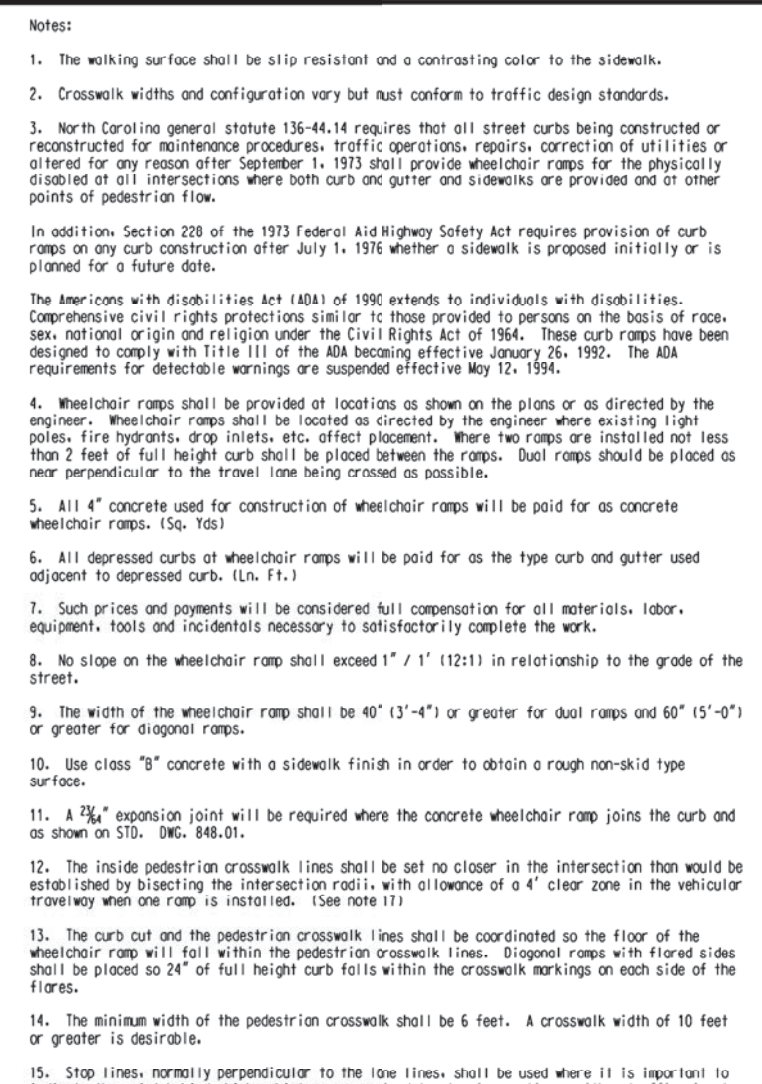 Notes:
1. The walking surface shall be slip resistant and a contrasting color to the sidewalk.
2. Crosswalk widths and configuration vary but must conform to traffic design standards.
3. North Carolina general statute 136-44.14 requires that all street curbs being constructed or
reconstructed for maintenance procedures, traffic operations, repairs, correction of utilities or
altered for any reason after September 1, 1973 shall provide wheelchair ramps for the physically
disabled at all intersections where both curb and gutter and sidewalks are provided and at other
points of pedestrian flow.
In addition, Section 228 of the 1973 Federal Aid Highway Safety Act requires provision of curb
ramps on any curb construction after July 1, 1976 whether a sidewalk is proposed initially or is
planned for a future date.
The Americans with disabilities Act (ADA) of 1990 extends to individuals with disabilities.
Comprehensive civil rights protections similar to those provided to persons on the basis of race,
sex, national origin and religion under the Civil Rights Act of 1964. These curb ramps have been
designed to comply with Title III of the ADA becoming effective January 26, 1992. The ADA
requirements for detectable warnings are suspended effective May 12, 1994.
4. Wheelchair ramps shall be provided at locations as shown on the plans or as directed by the
engineer. Wheelchair ramps shall be located as directed by the engineer where existing light
poles, fire hydrants, drop inlets, etc. affect placement. Where two ramps are installed not less
than 2 feet of full height curb shall be placed between the ramps. Dual ramps should be placed as
near perpendicular to the travel lane being crossed as possible.
5. All 4" concrete used for construction of wheelchair ramps will be paid for as concrete
wheelchair ramps. (Sq. Yds)
6. All depressed curbs at wheelchair ramps will be paid for as the type curb and gutter used
adjacent to depressed curb. (Ln. Ft.)
7. Such prices and payments will be considered full compensation for all materials, labor,
equipment, tools and incidentals necessary to satisfactorily complete the work.
8. No slope on the wheelchair ramp shall exceed 1" / 1' (12:1) in relationship to the grade of the
street.
9. The width of the wheelchair ramp shall be 40" (3'-4") or greater for dual ramps and 60" (5'-0")
or greater for diagonal ramps.
10. Use class "B" concrete with a sidewalk finish in order to obtain a rough non-skid type
surface.
11. A 23/64" expansion joint will be required where the concrete wheelchair ramp joins the curb and
as shown on STD. DWG. 848.01.
12. The inside pedestrian crosswalk lines shall be set no closer in the intersection than would be
established by bisecting the intersection radii, with allowance of a 4' clear zone in the vehicular
travelway when one ramp is installed. (See note 17)
13. The curb cut and the pedestrian crosswalk lines shall be coordinated so the floor of the
wheelchair ramp will fall within the pedestrian crosswalk lines. Diagonal ramps with flared sides
shall be placed so 24" of full height curb falls within the crosswalk markings on each side of the
flares.
14. The minimum width of the pedestrian crosswalk shall be 6 feet. A crosswalk width of 10 feet
or greater is desirable.
15. Stop lines, normally perpendicular to the lane lines, shall be used where it is important to